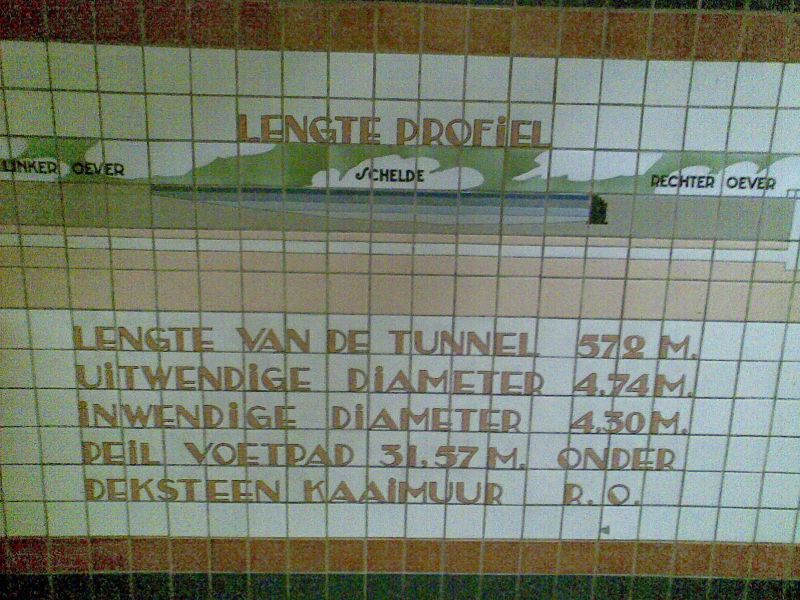 LENGTE PROFIEL
LINKER OEVER SCHELDE RECHTER OEVER
LENGTE VAN DE TUNNEL 572 M.
UITWENDIGE DIAMETER 4.74 M.
INWENDIGE DIAMETER 4.30 M.
PEIL VOETPAD 31,57 M. ONDER
DEKSTEEN KAAIMUUR R. O.